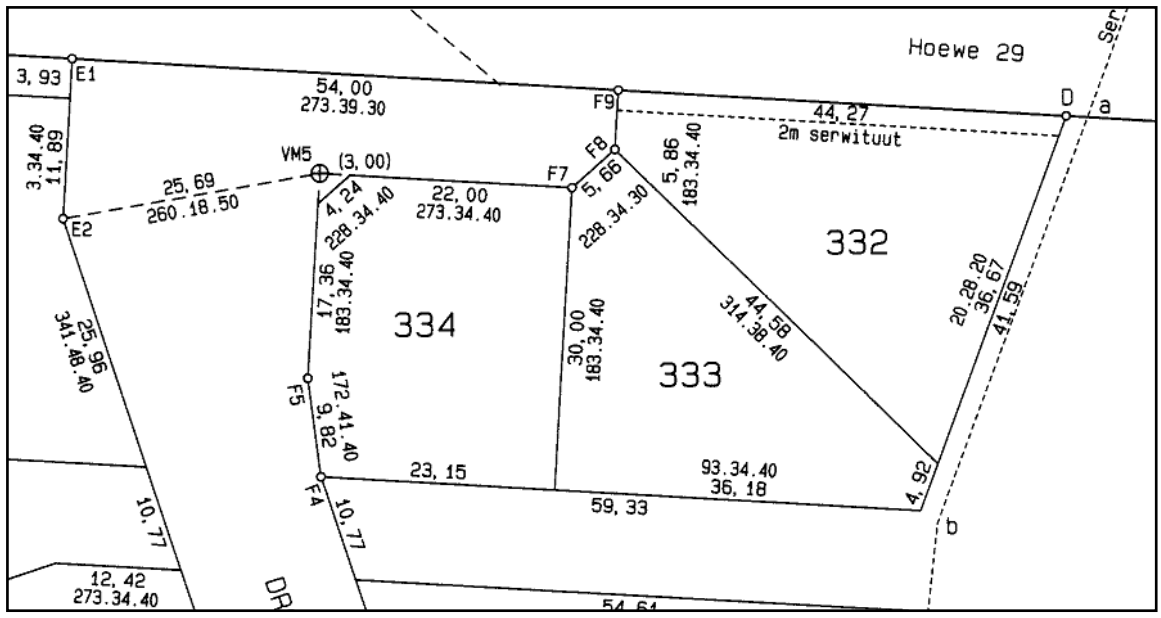 Hoewe 29
Ser
3,93
E1
54,00
273.39.30
F9
44,27
2m serwituut
D
a
3.34.40
11,89
VM5
(3,00)
F7
F8
5,66
228.34.30
5,86
183.34.40
25,69
260.18.50
E2
4,24
228.34.40
22,00
273.34.40
332
17,36
183.34.40
334
30,00
183.34.40
333
44,58
314.38.40
20.28.20
36,67
41,59
25,96
341.48.40
F5
172.41.40
9,82
23,15
93.34.40
36,18
59,33
4,92
b
F4
10,77
10,77
12,42
273.34.40
DR
54,61